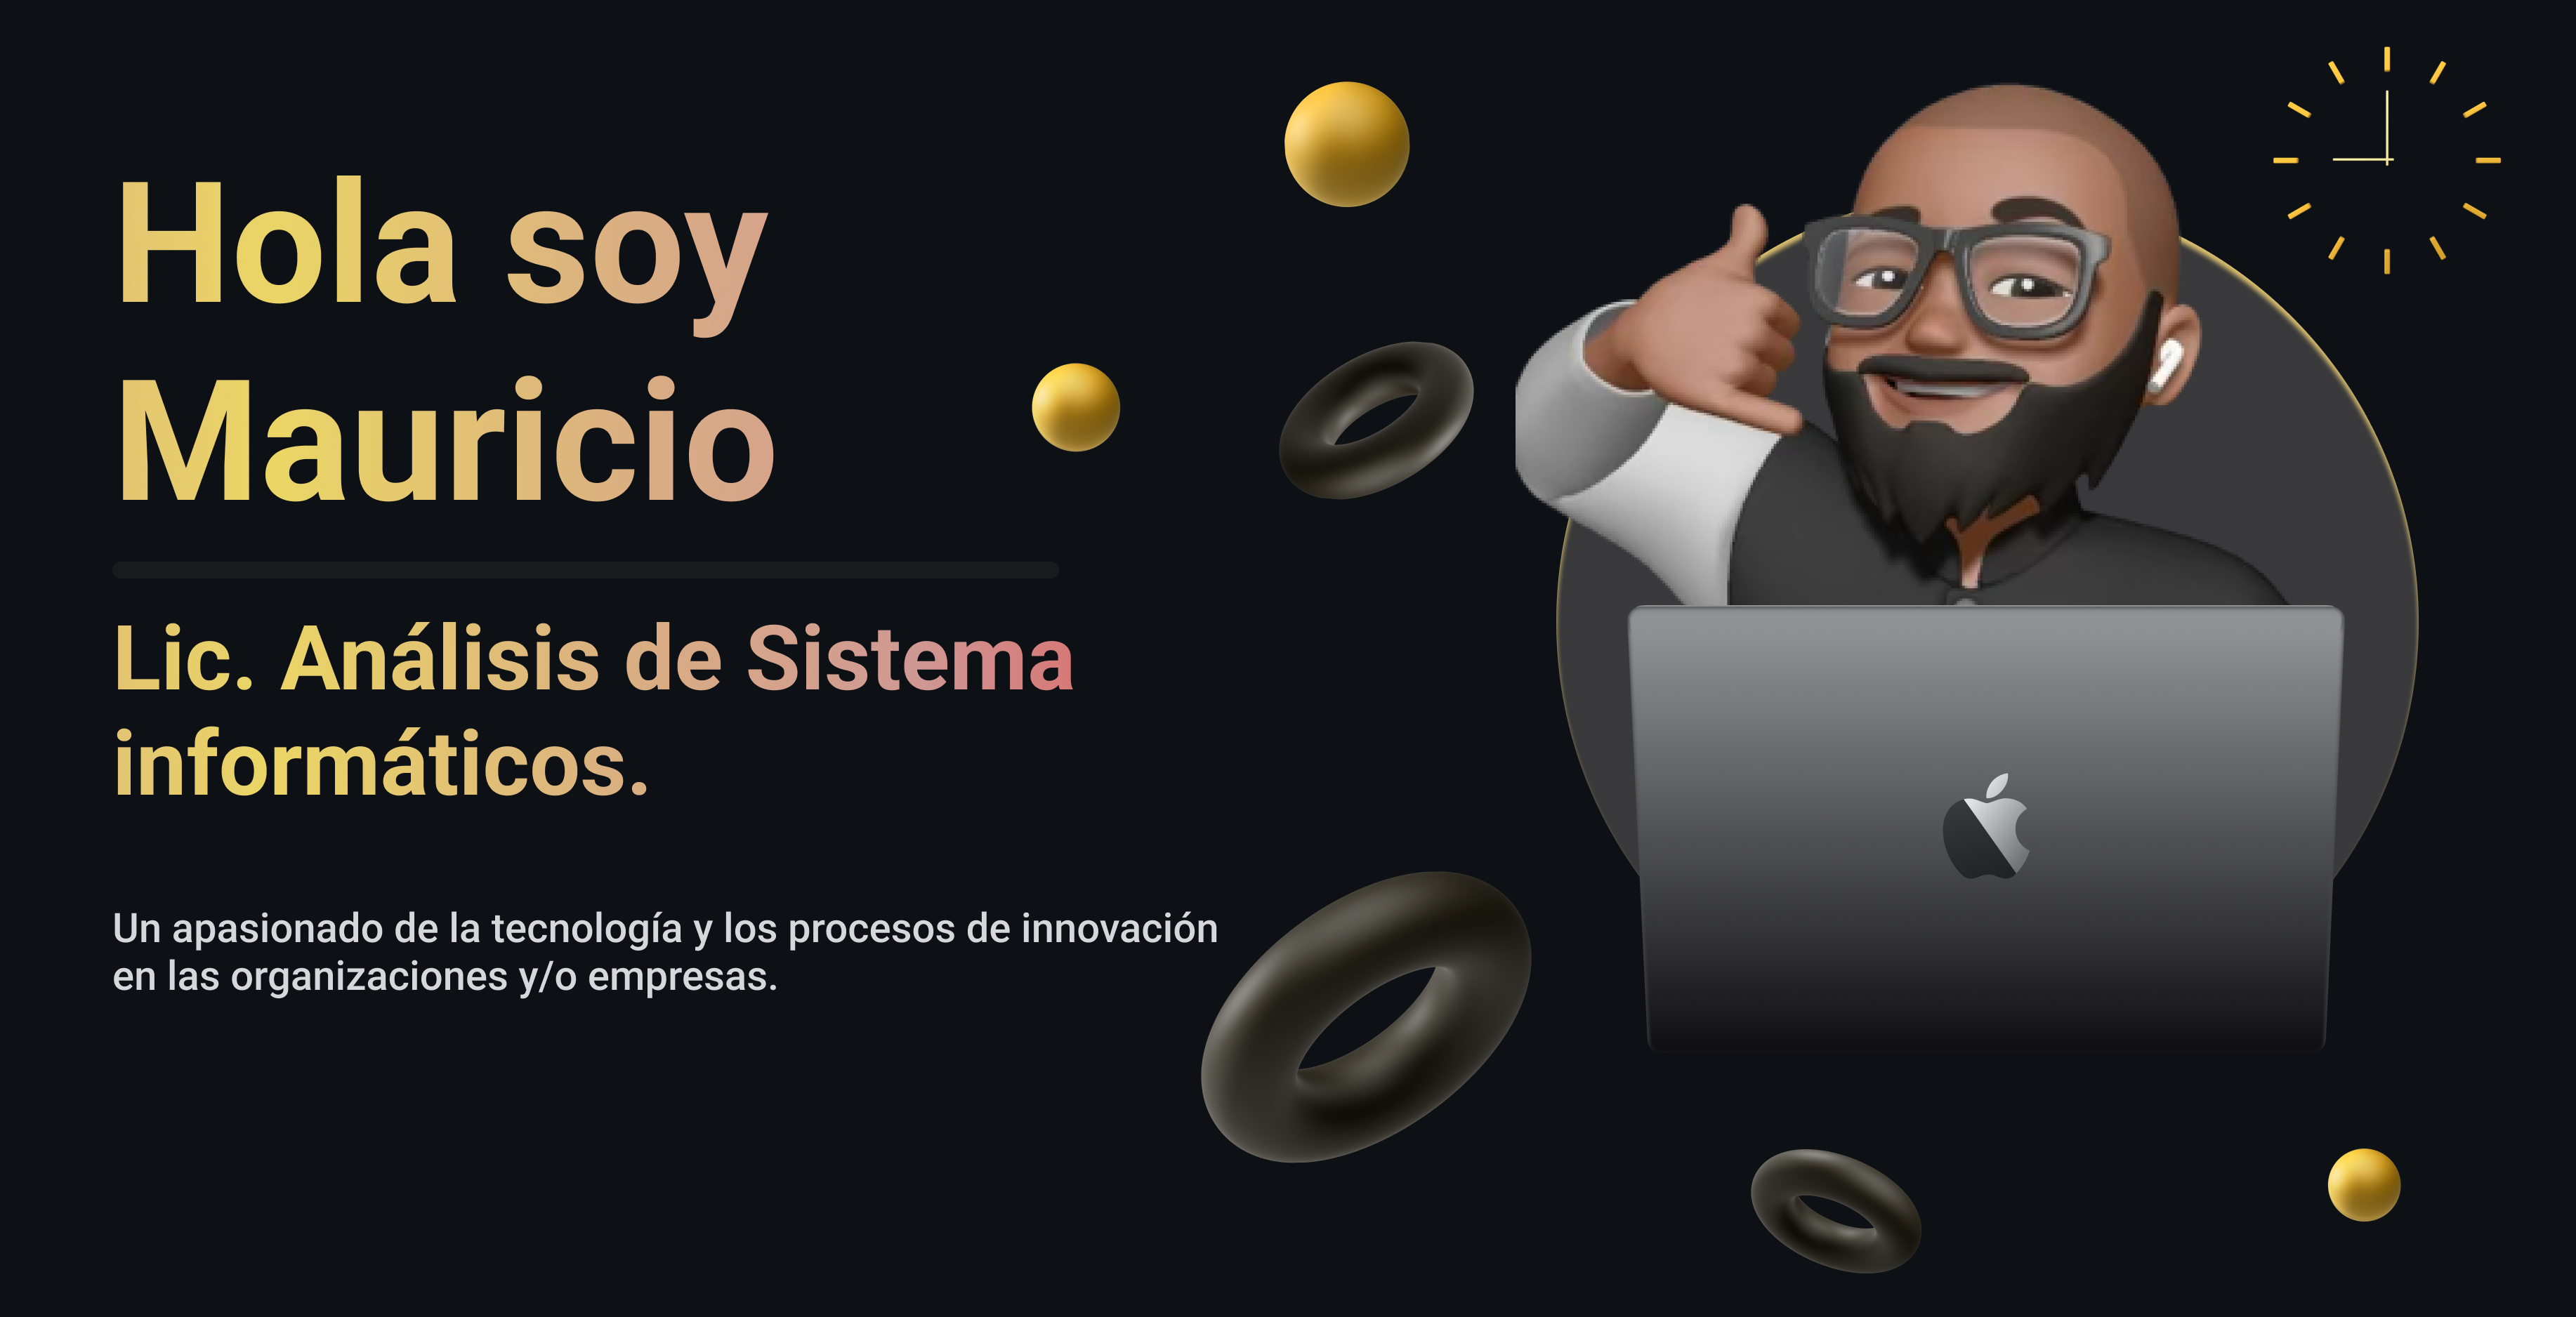 Hola soy
Mauricio
Lic. Análisis de Sistema
informáticos.
Un apasionado de la tecnología y los procesos de innovación
en las organizaciones y/o empresas.